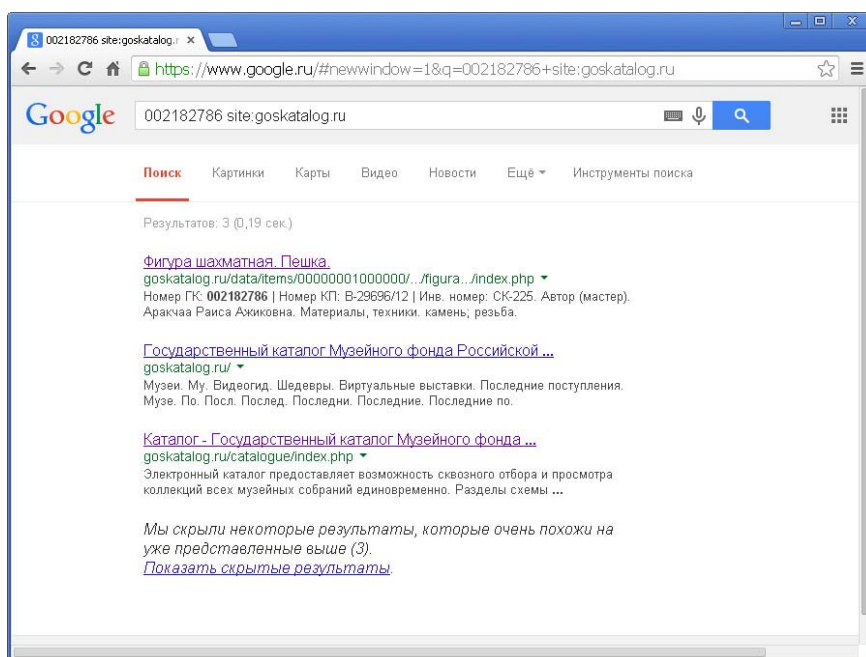 002182786 site:goskatalog.r
https://www.google.ru/#newwindow=1&q=002182786+site:goskatalog.ru
Google
002182786 site:goskatalog.ru
Поиск Картинки Карты Видео Новости Ещё Инструменты поиска
Результатов: 3 (0,19 сек.)
Фигура шахматная. Пешка.
goskatalog.ru/data/items/00000001000000/.../figura.../index.php
Номер ГК: 002182786 | Номер КП: В-29696/12 | Инв. номер: СК-225. Автор (мастер).
Аракчаа Раиса Ажиковна. Материалы, техники. камень; резьба.
Государственный каталог Музейного фонда Российской ...
goskatalog.ru/
Музеи. Му. Видеогид. Шедевры. Виртуальные выставки. Последние поступления.
Музе. По. Посл. Послед. Последни. Последние. Последние по.
Каталог - Государственный каталог Музейного фонда ...
goskatalog.ru/catalogue/index.php
Электронный каталог предоставляет возможность сквозного отбора и просмотра
коллекций всех музейных собраний единовременно. Разделы схемы ...
Мы скрыли некоторые результаты, которые очень похожи на
уже представленные выше (3).
Показать скрытые результаты.